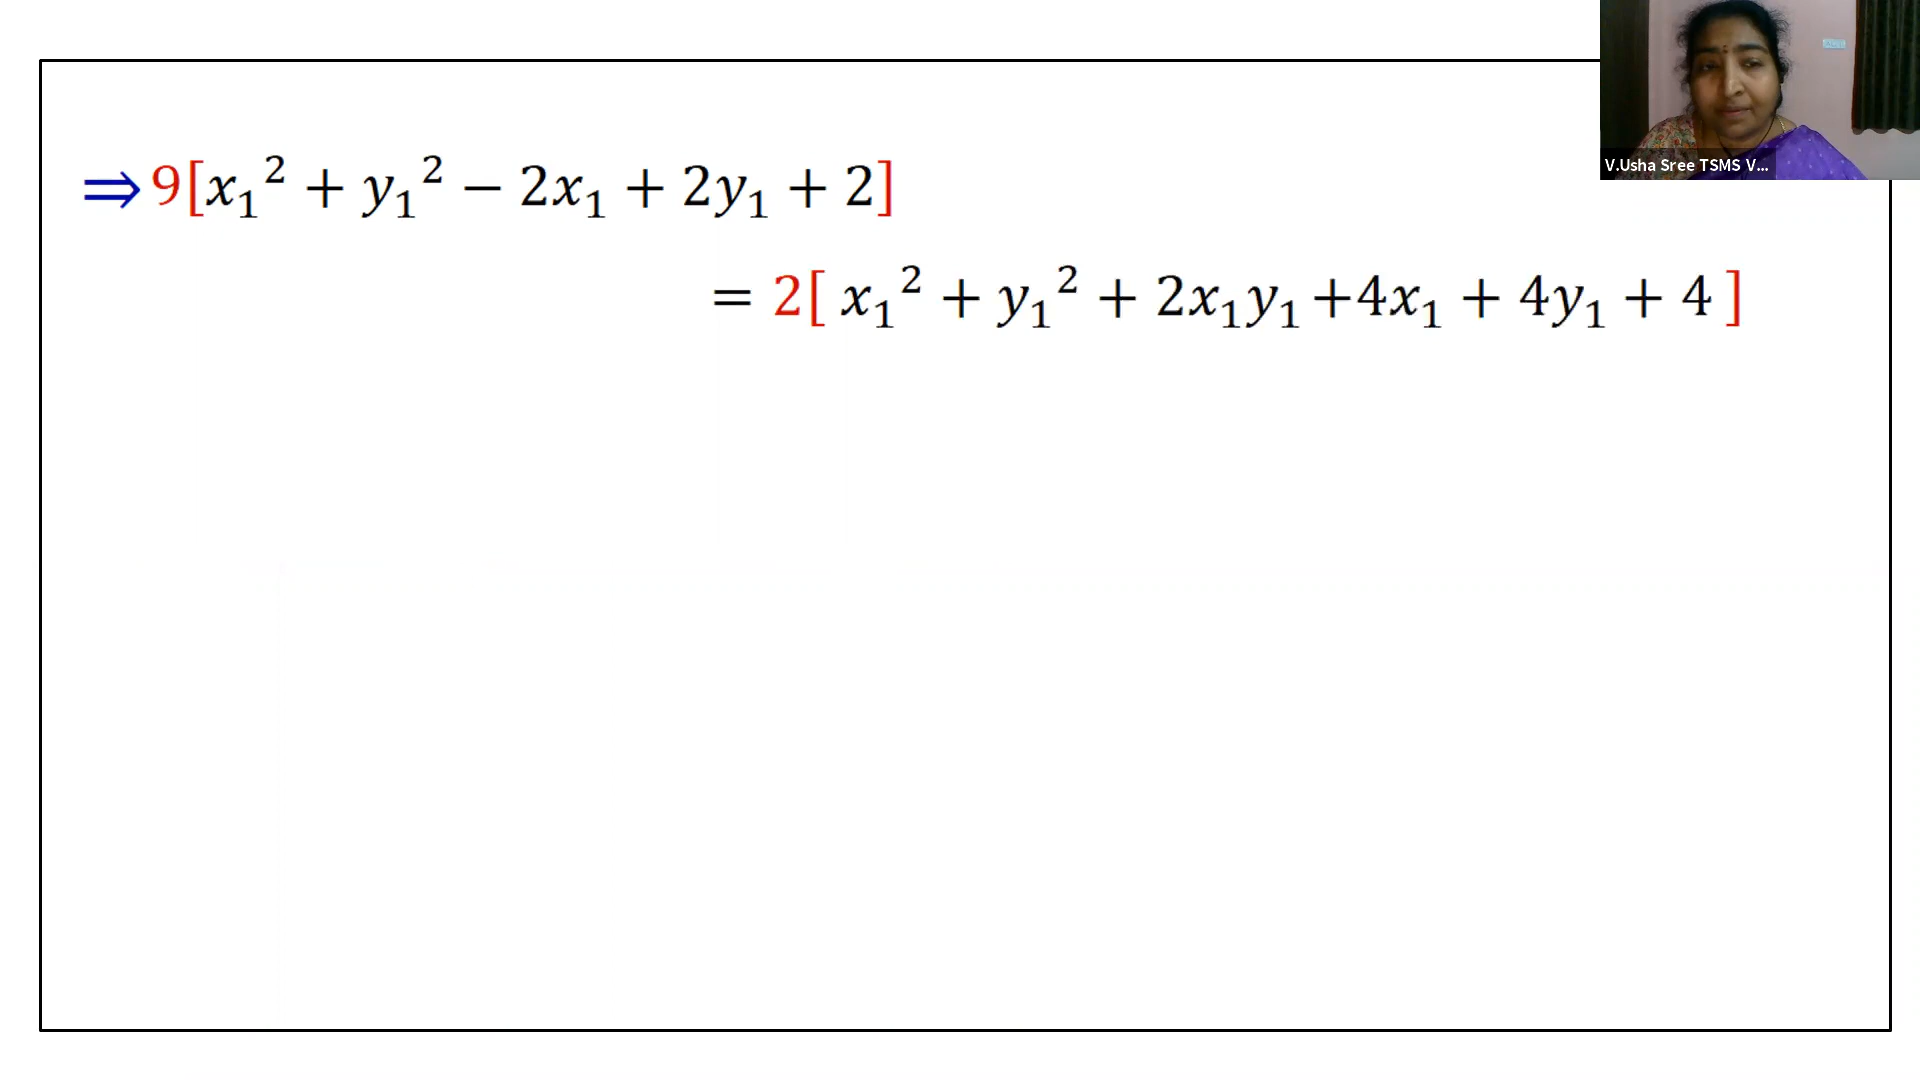 V.Usha Sree TSMS V...
⇒ 9[x₁² + y₁² − 2x₁ + 2y₁ + 2]
= 2[ x₁² + y₁² + 2x₁y₁ +4x₁ + 4y₁ + 4 ]